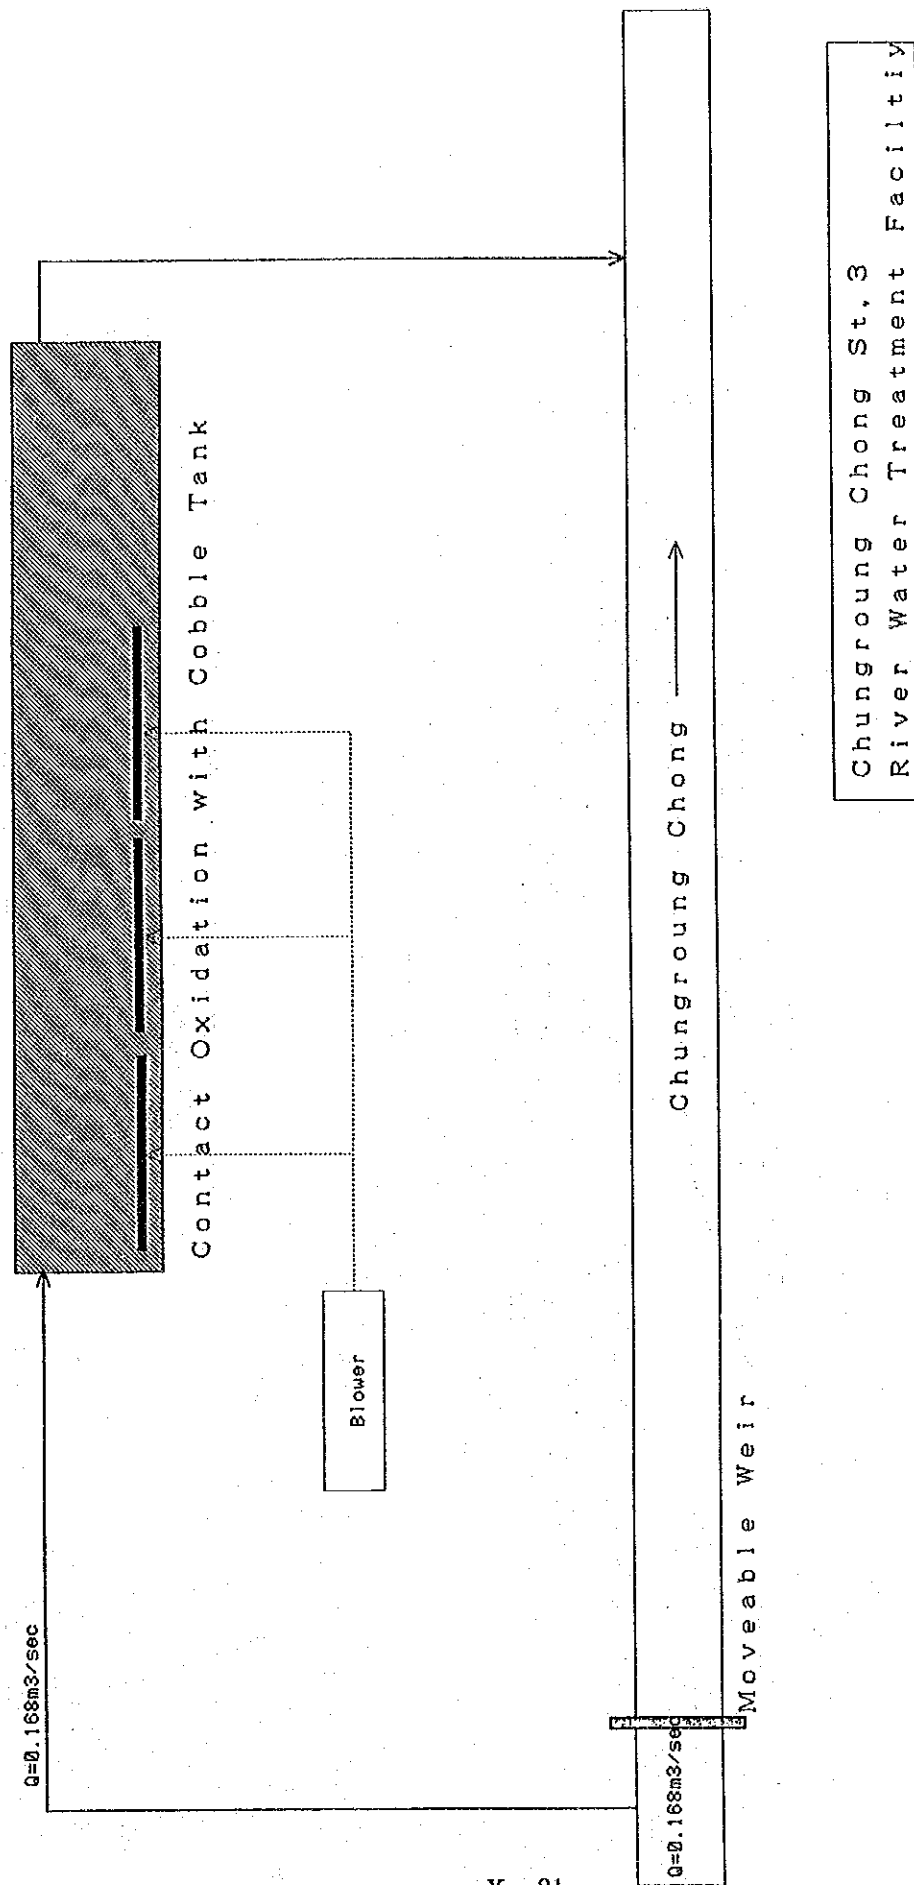 Q=0.168m3/sec
Contact Oxidation with Cobble Tank
Blower
Chungroung Chong
Q=0.168m3/sec
Moveable Weir
Chungroung Chong St.3
River Water Treatment Faciltiy